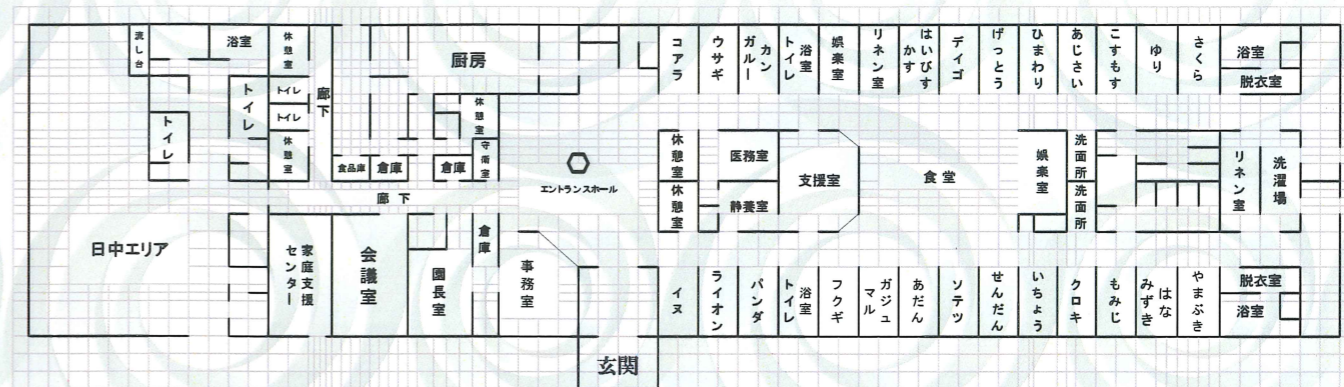 流し台
浴室
休憩室
トイレ
トイレ
トイレ
トイレ
休憩室
廊下
厨房
休憩室
守衛室
食品庫
倉庫
倉庫
廊下
エントランスホール
日中エリア
家庭支援
センター
会議室
園長室
倉庫
事務室
玄関
コアラ
ウサギ
カン
ガルー
浴室
トイレ
娯楽室
リネン室
はいびす
かす
デイゴ
げっとう
ひまわり
あじさい
こすもす
ゆり
さくら
浴室
脱衣室
休憩室
休憩室
医務室
静養室
支援室
食堂
娯楽室
洗面所
洗面所
リネン室
洗濯場
イヌ
ライオン
パンダ
浴室
トイレ
フクギ
ガジュ
マル
あだん
ソテツ
せんだん
いちょう
クロキ
もみじ
はな
みずき
やまぶき
脱衣室
浴室